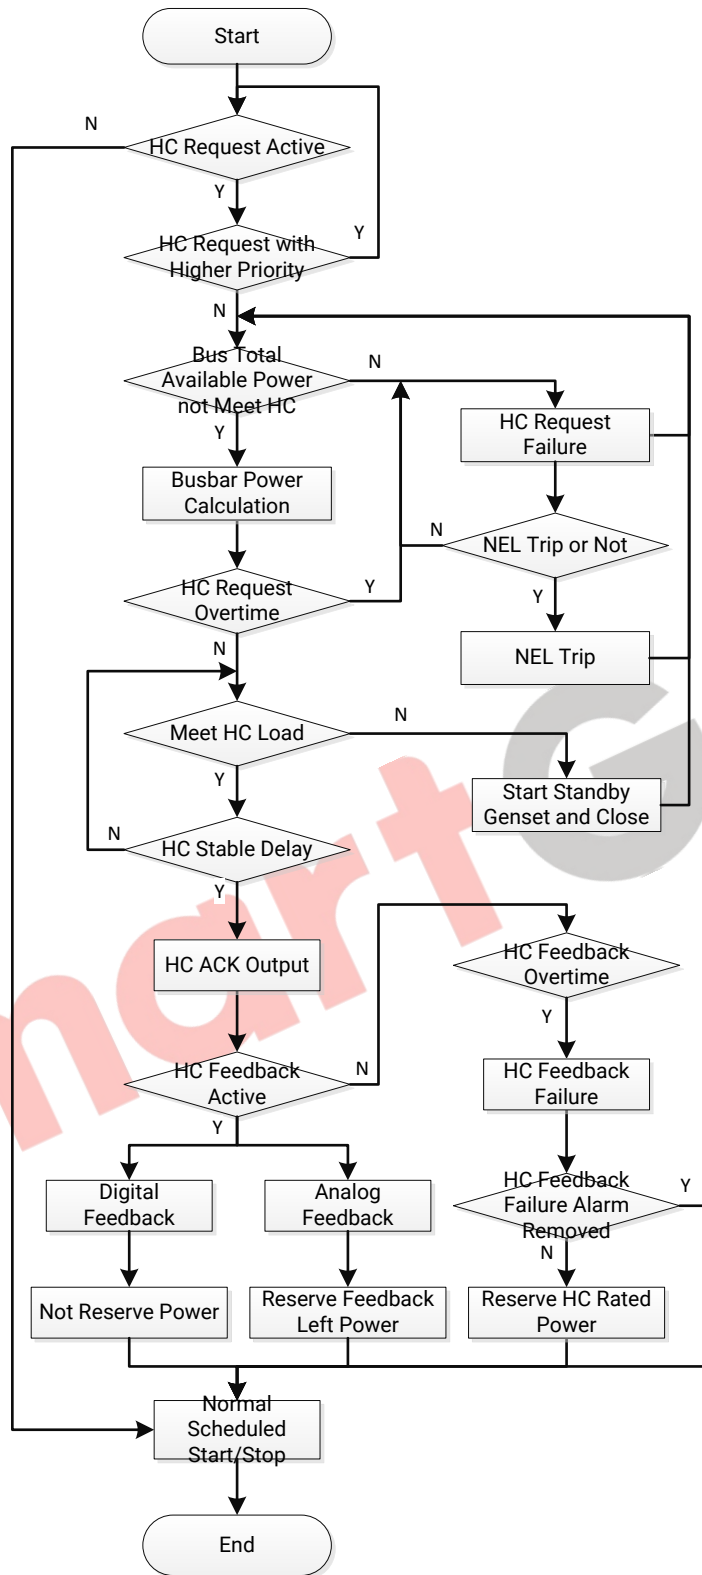 Start
N
HC Request Active
Y
HC Request with
Higher Priority
Y
N
Bus Total
Available Power
not Meet HC
N
Y
HC Request
Failure
Busbar Power
Calculation
N
NEL Trip or Not
HC Request
Overtime
Y
Y
N
NEL Trip
Meet HC Load
N
Y
Start Standby
Genset and Close
N
HC Stable Delay
Y
HC ACK Output
HC Feedback
Overtime
Y
HC Feedback
Active
N
HC Feedback
Failure
Y
Digital
Feedback
Analog
Feedback
HC Feedback
Failure Alarm
Removed
Y
N
Not Reserve Power
Reserve Feedback
Left Power
Reserve HC Rated
Power
Normal
Scheduled
Start/Stop
End
martG